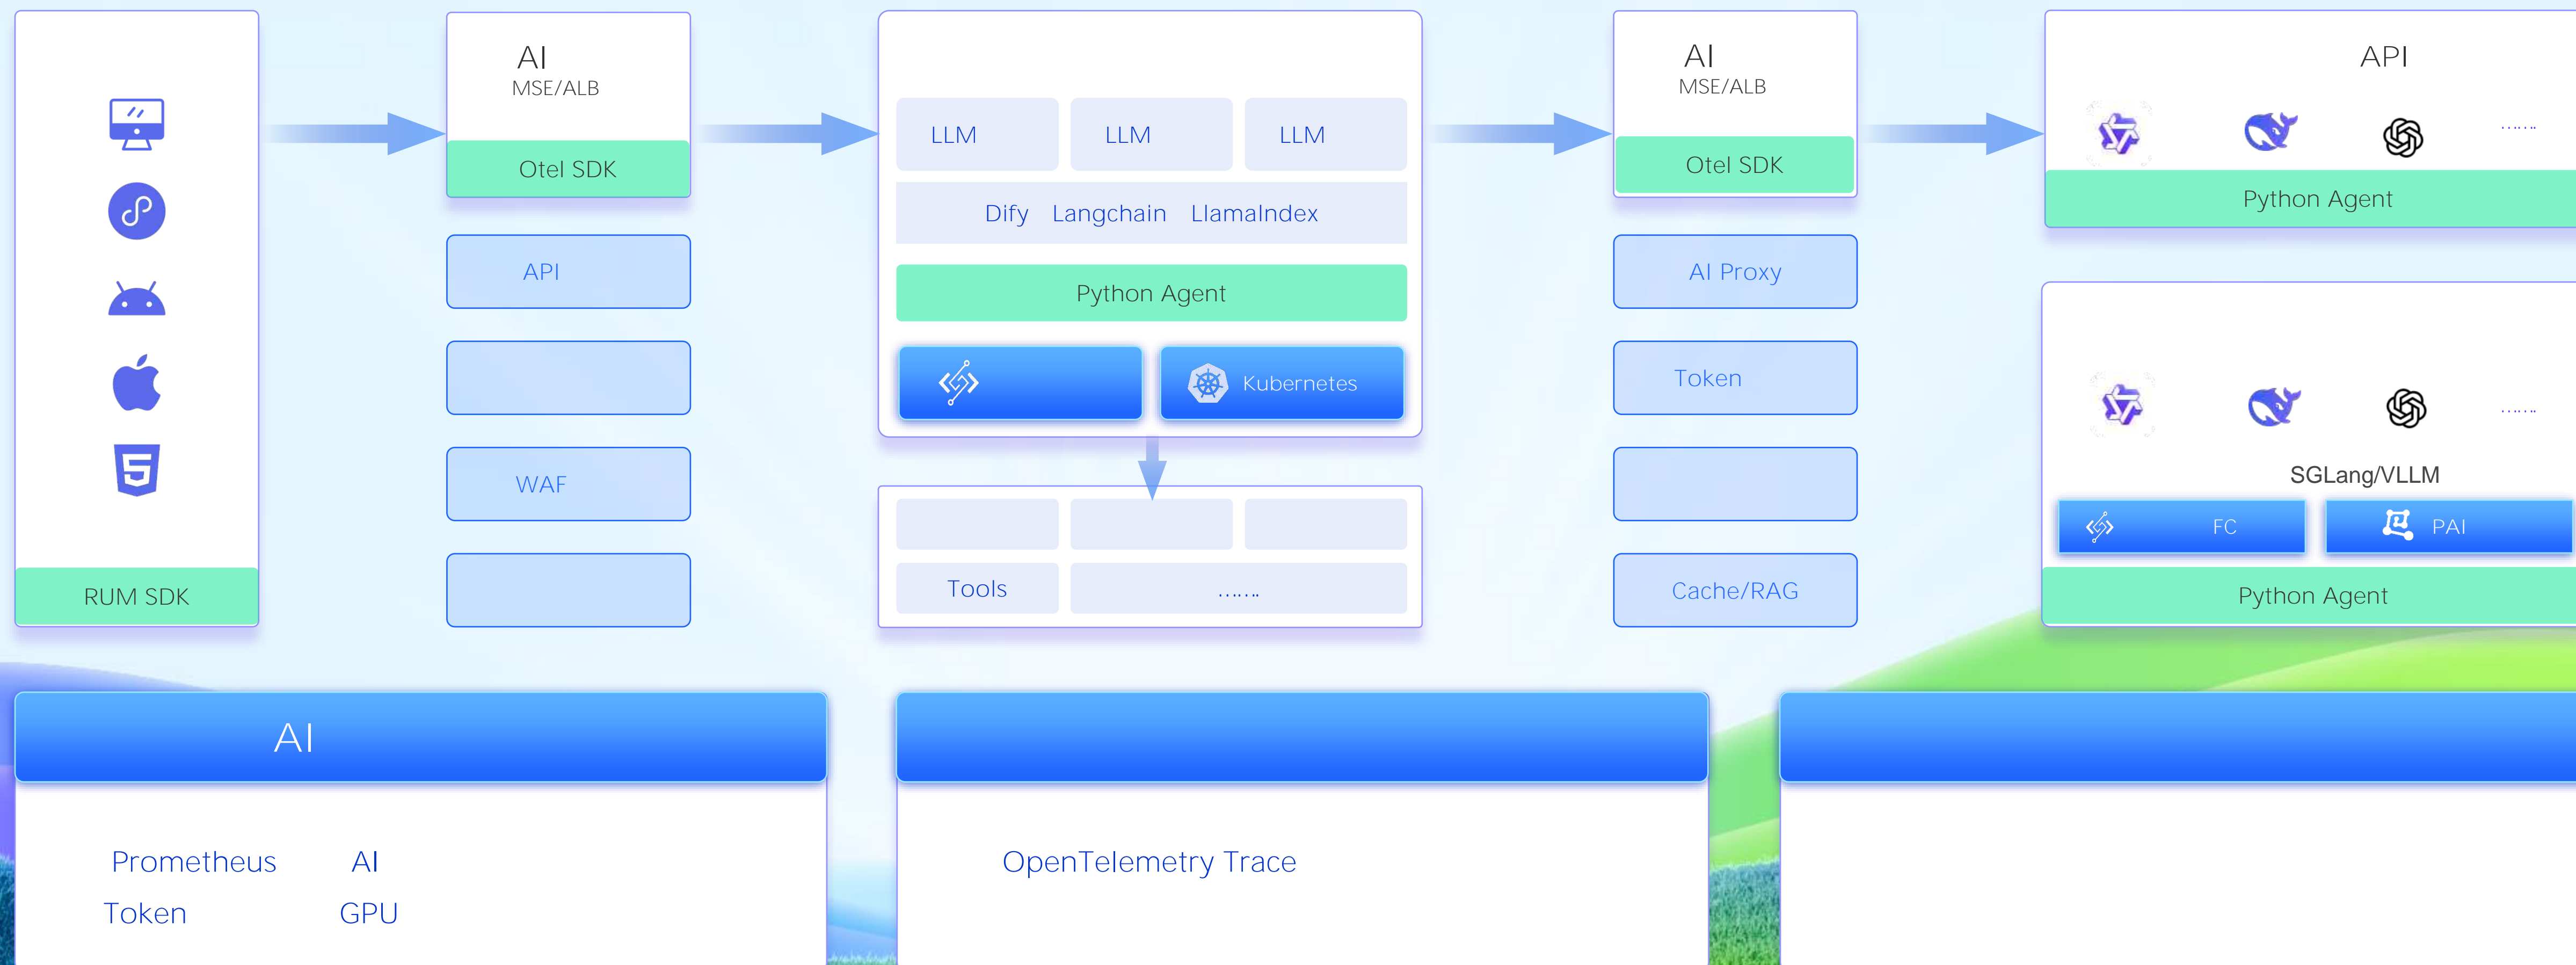 RUM SDK
AI
MSE/ALB
Otel SDK
API
WAF
LLM
LLM
LLM
Dify Langchain LlamaIndex
Python Agent
Kubernetes
Tools
.......
AI
MSE/ALB
Otel SDK
AI Proxy
Token
Cache/RAG
API
.......
Python Agent
.......
SGLang/VLLM
FC
PAI
Python Agent
AI
Prometheus AI
Token GPU
OpenTelemetry Trace